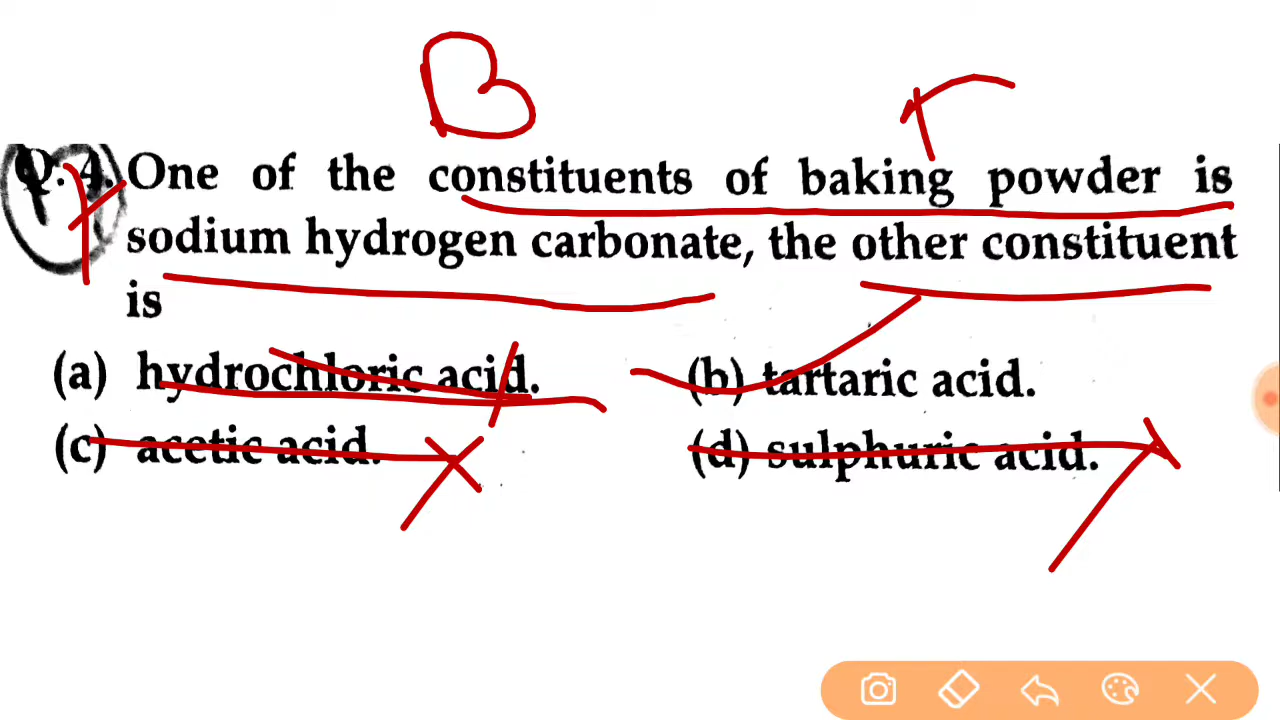 B
Q. 4. One of the constituents of baking powder is
sodium hydrogen carbonate, the other constituent
is
(a) hydrochloric acid. (b) tartaric acid.
(c) acetic acid. (d) sulphuric acid.